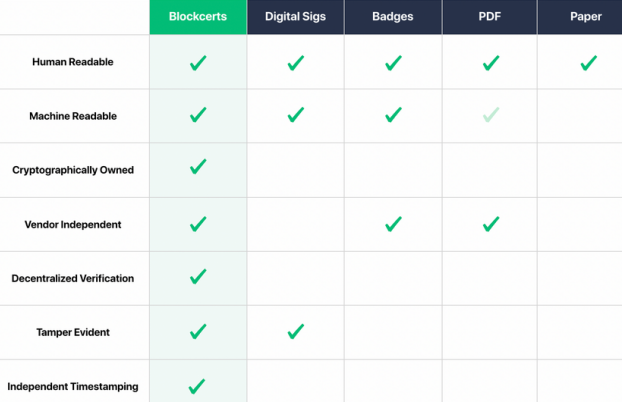 Blockcerts Digital Sigs Badges PDF Paper
Human Readable
Machine Readable
Cryptographically Owned
Vendor Independent
Decentralized Verification
Tamper Evident
Independent Timestamping